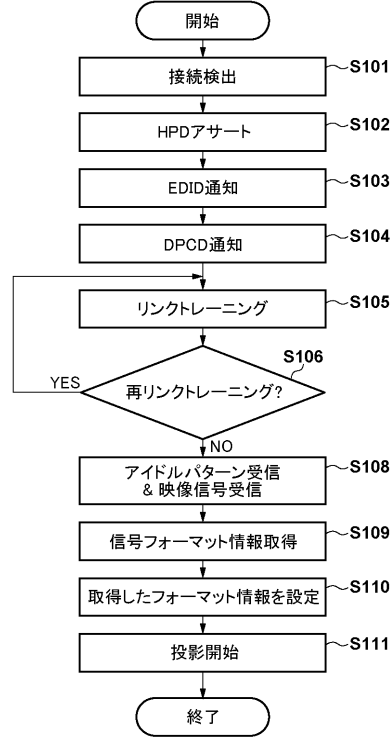 開始
接続検出
S101
HPDアサート
S102
EDID通知
S103
DPCD通知
S104
リンクトレーニング
S105
再リンクトレーニング?
S106
YES
NO
アイドルパターン受信
& 映像信号受信
S108
信号フォーマット情報取得
S109
取得したフォーマット情報を設定
S110
投影開始
S111
終了